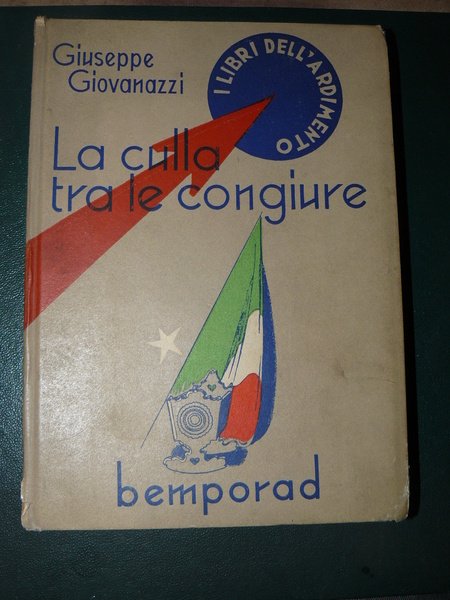 Giuseppe
Giovanazzi
I LIBRI DELL'ARDIMENTO
La culla
tra le congiure
bemporad